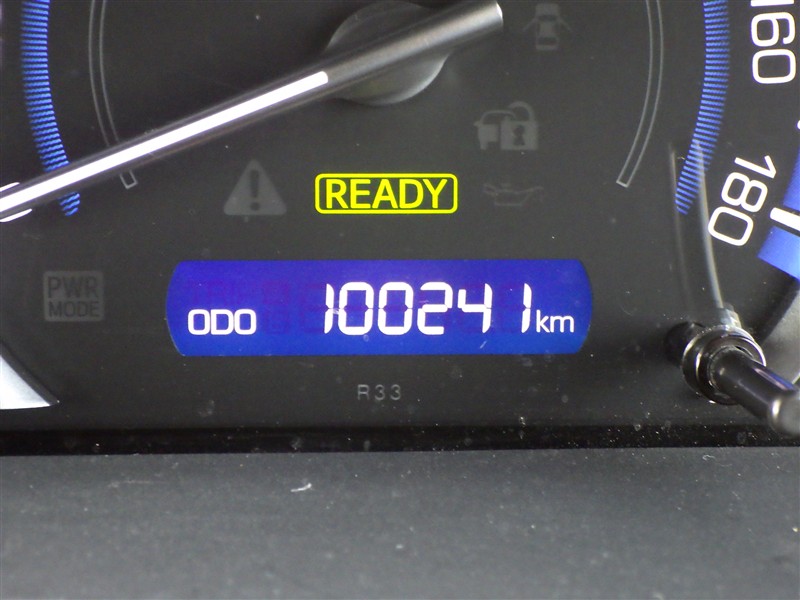 160
180
READY
PWR
MODE
ODO 100241 km
R33